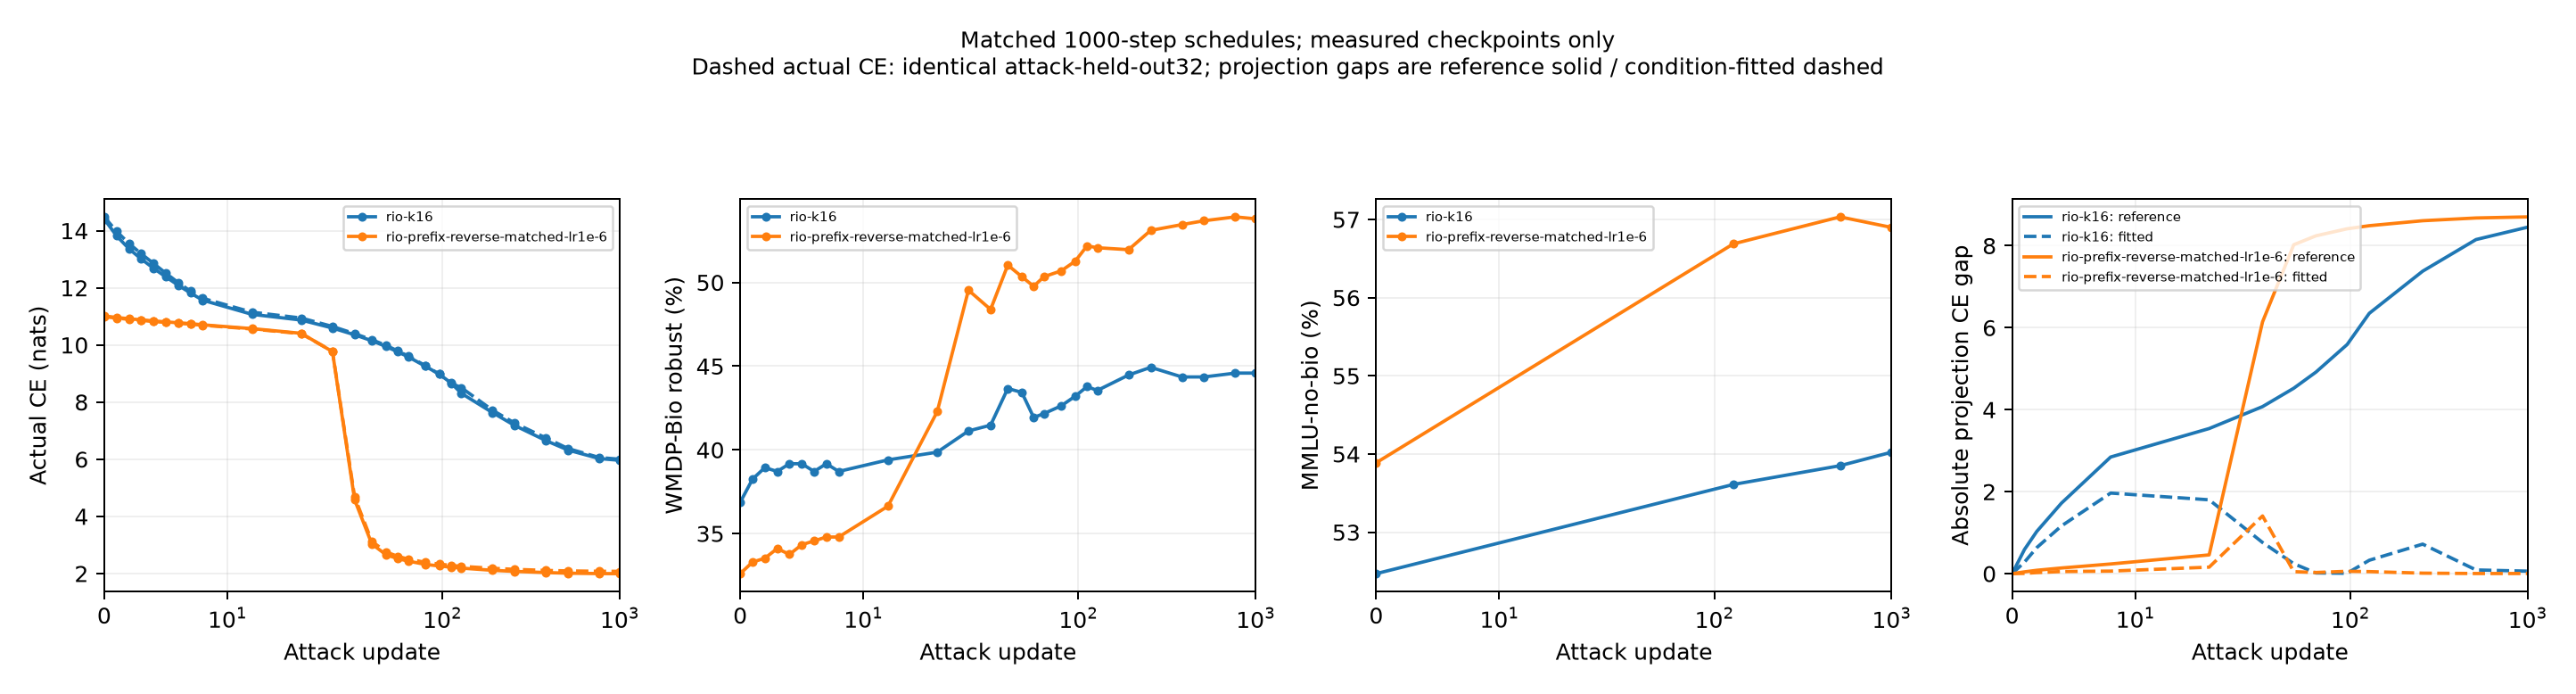 Matched 1000-step schedules; measured checkpoints only
Dashed actual CE: identical attack-held-out32; projection gaps are reference solid / condition-fitted dashed
Actual CE (nats)
14
12
10
8
6
4
2
0
10¹
10²
10³
Attack update
rio-k16
rio-prefix-reverse-matched-lr1e-6
WMDP-Bio robust (%)
50
45
40
35
0
10¹
10²
10³
Attack update
rio-k16
rio-prefix-reverse-matched-lr1e-6
MMLU-no-bio (%)
57
56
55
54
53
0
10¹
10²
10³
Attack update
rio-k16
rio-prefix-reverse-matched-lr1e-6
Absolute projection CE gap
8
6
4
2
0
0
10¹
10²
10³
Attack update
rio-k16: reference
rio-k16: fitted
rio-prefix-reverse-matched-lr1e-6: reference
rio-prefix-reverse-matched-lr1e-6: fitted